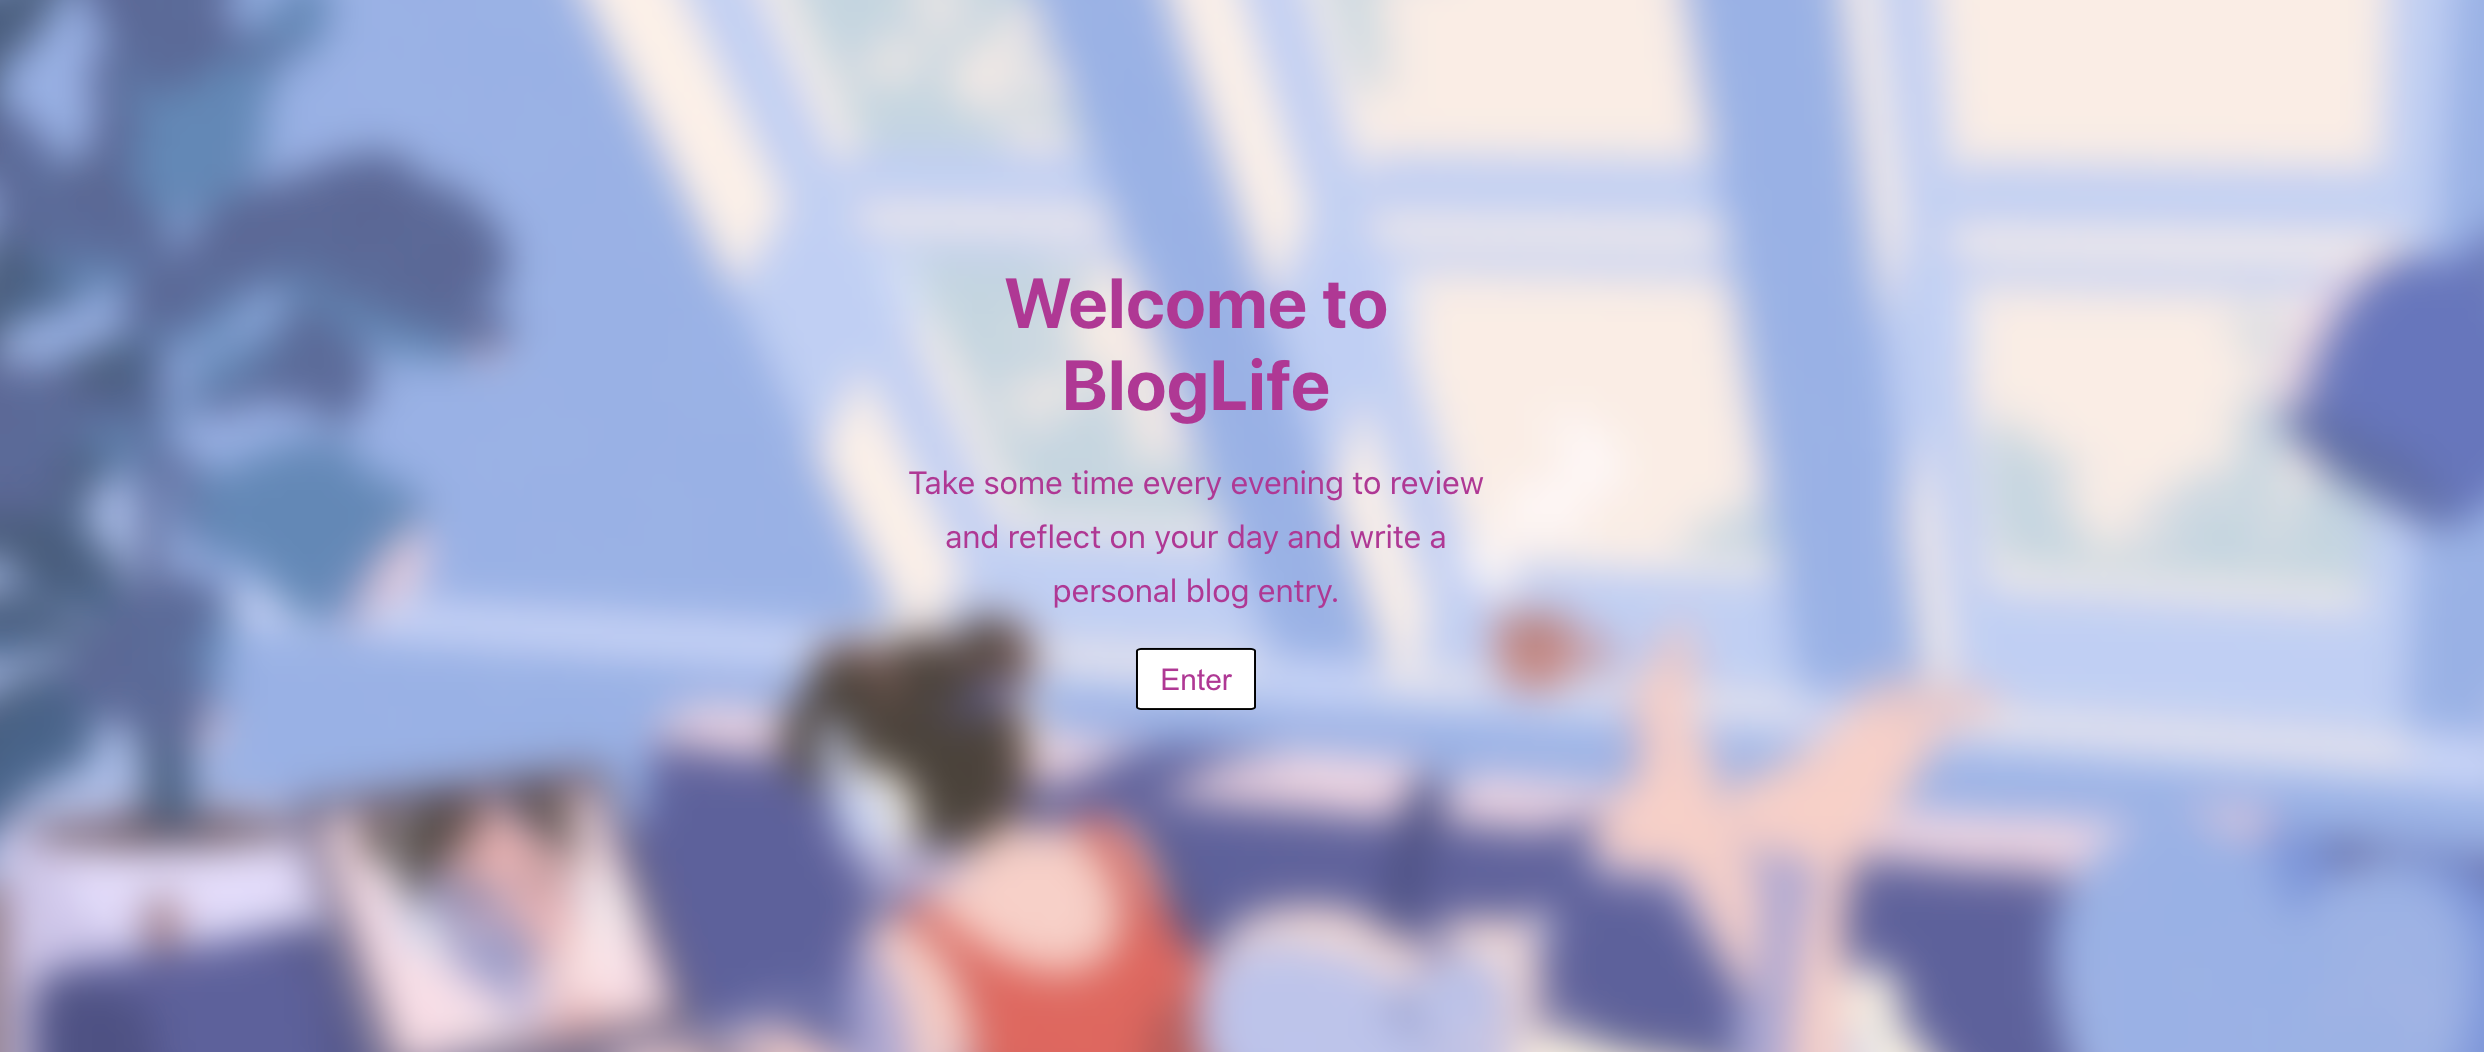 Welcome to
BlogLife
Take some time every evening to review
and reflect on your day and write a
personal blog entry.
Enter